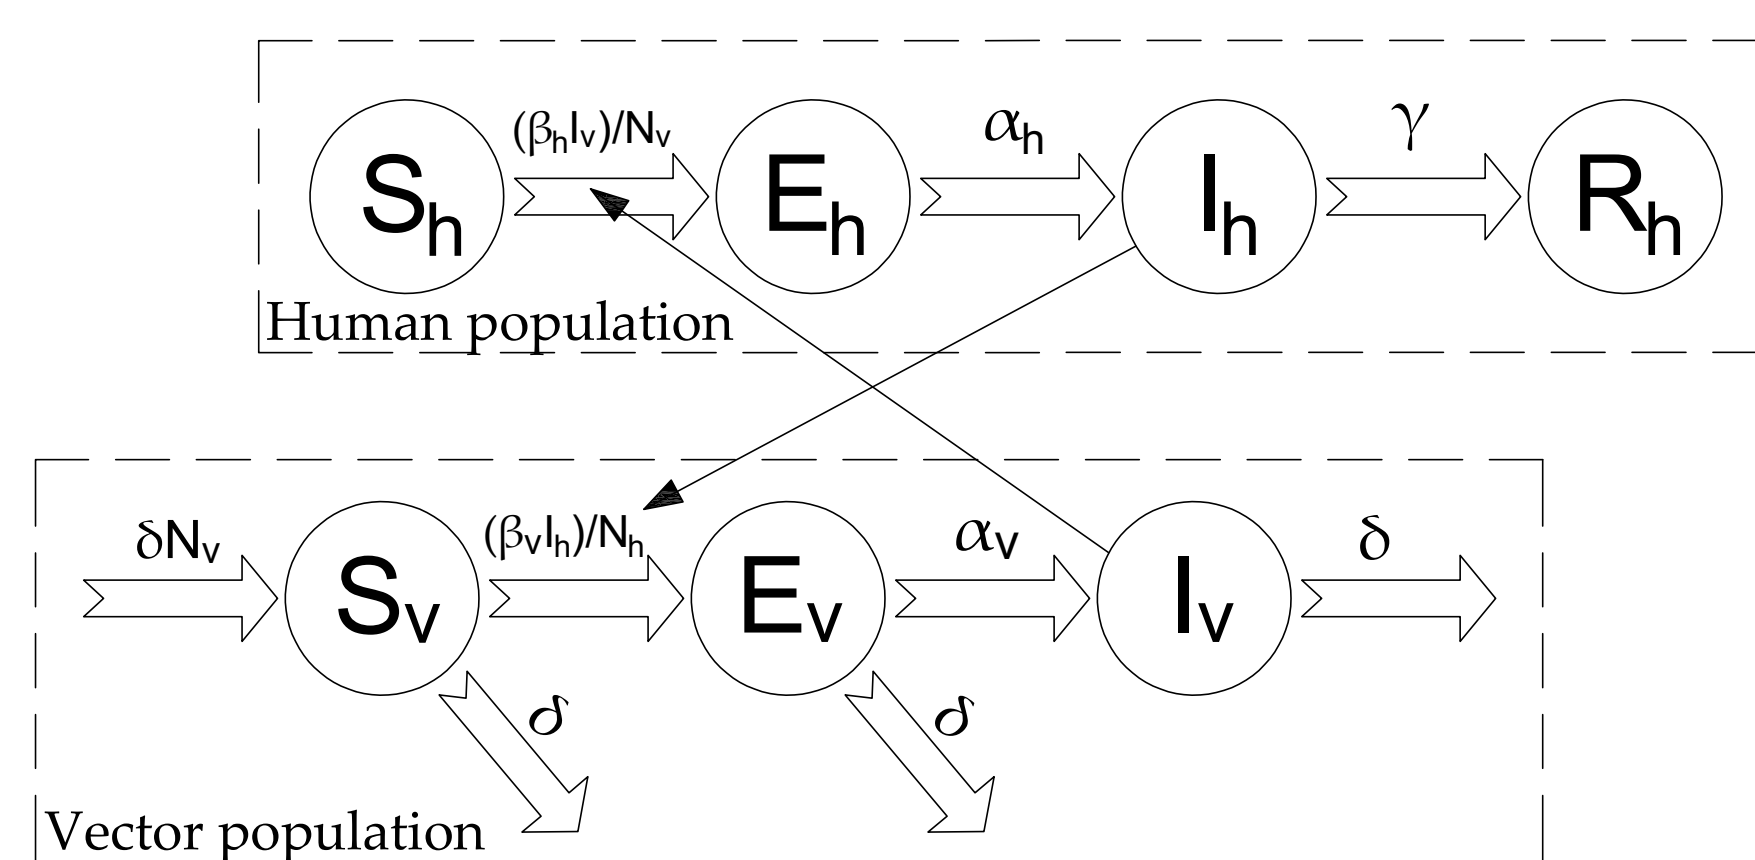 (βhIv)/Nv
αh
γ
Sh
Eh
Ih
Rh
Human population
δNv
(βvIh)/Nh
αv
δ
Sv
Ev
Iv
δ
δ
Vector population